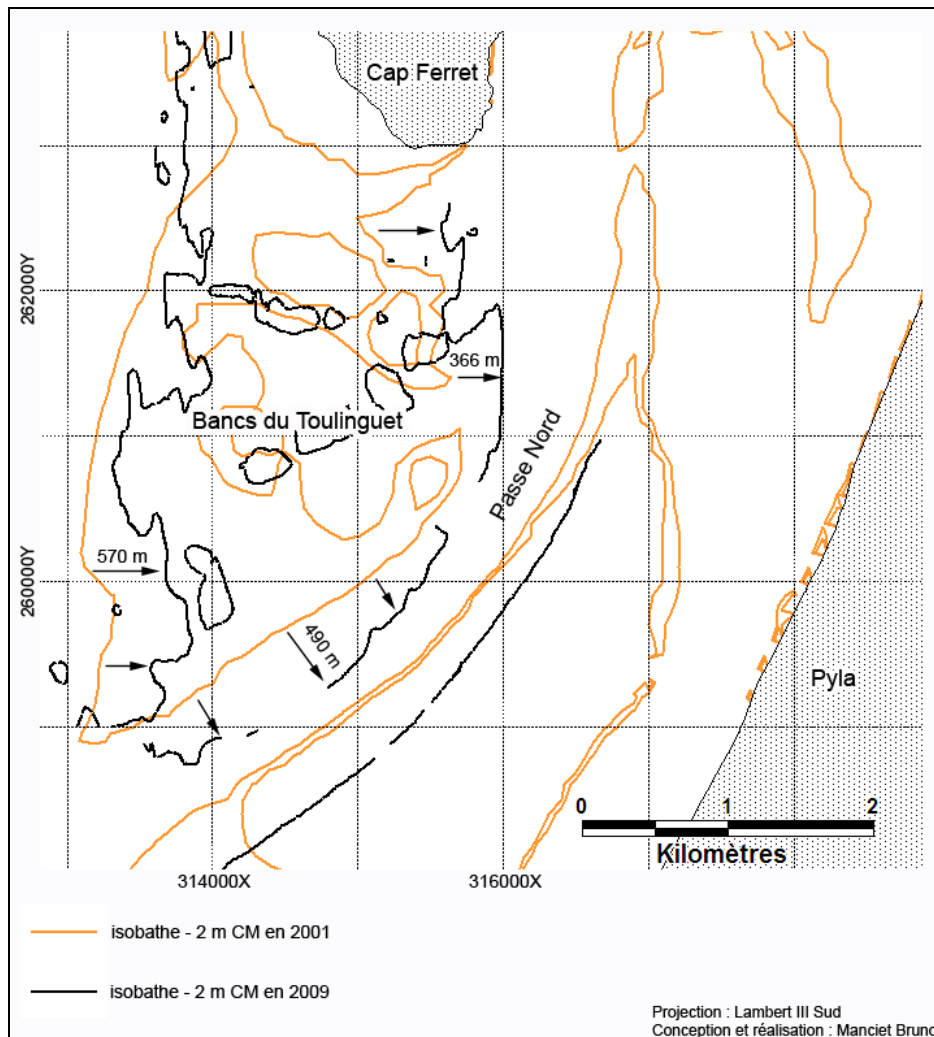 Cap Ferret
262000Y
366 m
Bancs du Toulinguet
Passe Nord
570 m
260000Y
490 m
Pyla
0 1 2
Kilomètres
314000X 316000X
isobathe - 2 m CM en 2001
isobathe - 2 m CM en 2009
Projection : Lambert III Sud
Conception et réalisation : Manciet Bruno